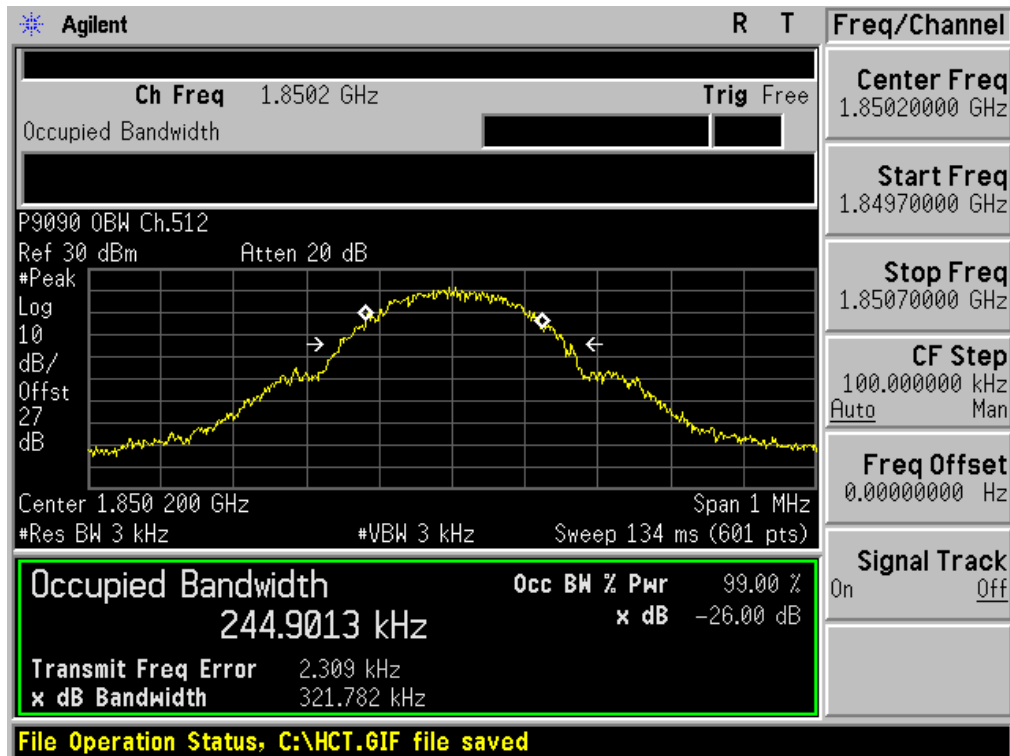 Agilent R T
Ch Freq 1.8502 GHz Trig Free
Occupied Bandwidth
P9090 OBW Ch.512
Ref 30 dBm Atten 20 dB
#Peak
Log
10
dB/
Offst
27
dB
Center 1.850 200 GHz Span 1 MHz
#Res BW 3 kHz #VBW 3 kHz Sweep 134 ms (601 pts)
Occupied Bandwidth
244.9013 kHz
Occ BW % Pwr 99.00 %
x dB -26.00 dB
Transmit Freq Error 2.309 kHz
x dB Bandwidth 321.782 kHz
File Operation Status, C:\HCT.GIF file saved
Freq/Channel
Center Freq
1.85020000 GHz
Start Freq
1.84970000 GHz
Stop Freq
1.85070000 GHz
CF Step
100.000000 kHz
Auto Man
Freq Offset
0.00000000 Hz
Signal Track
On Off